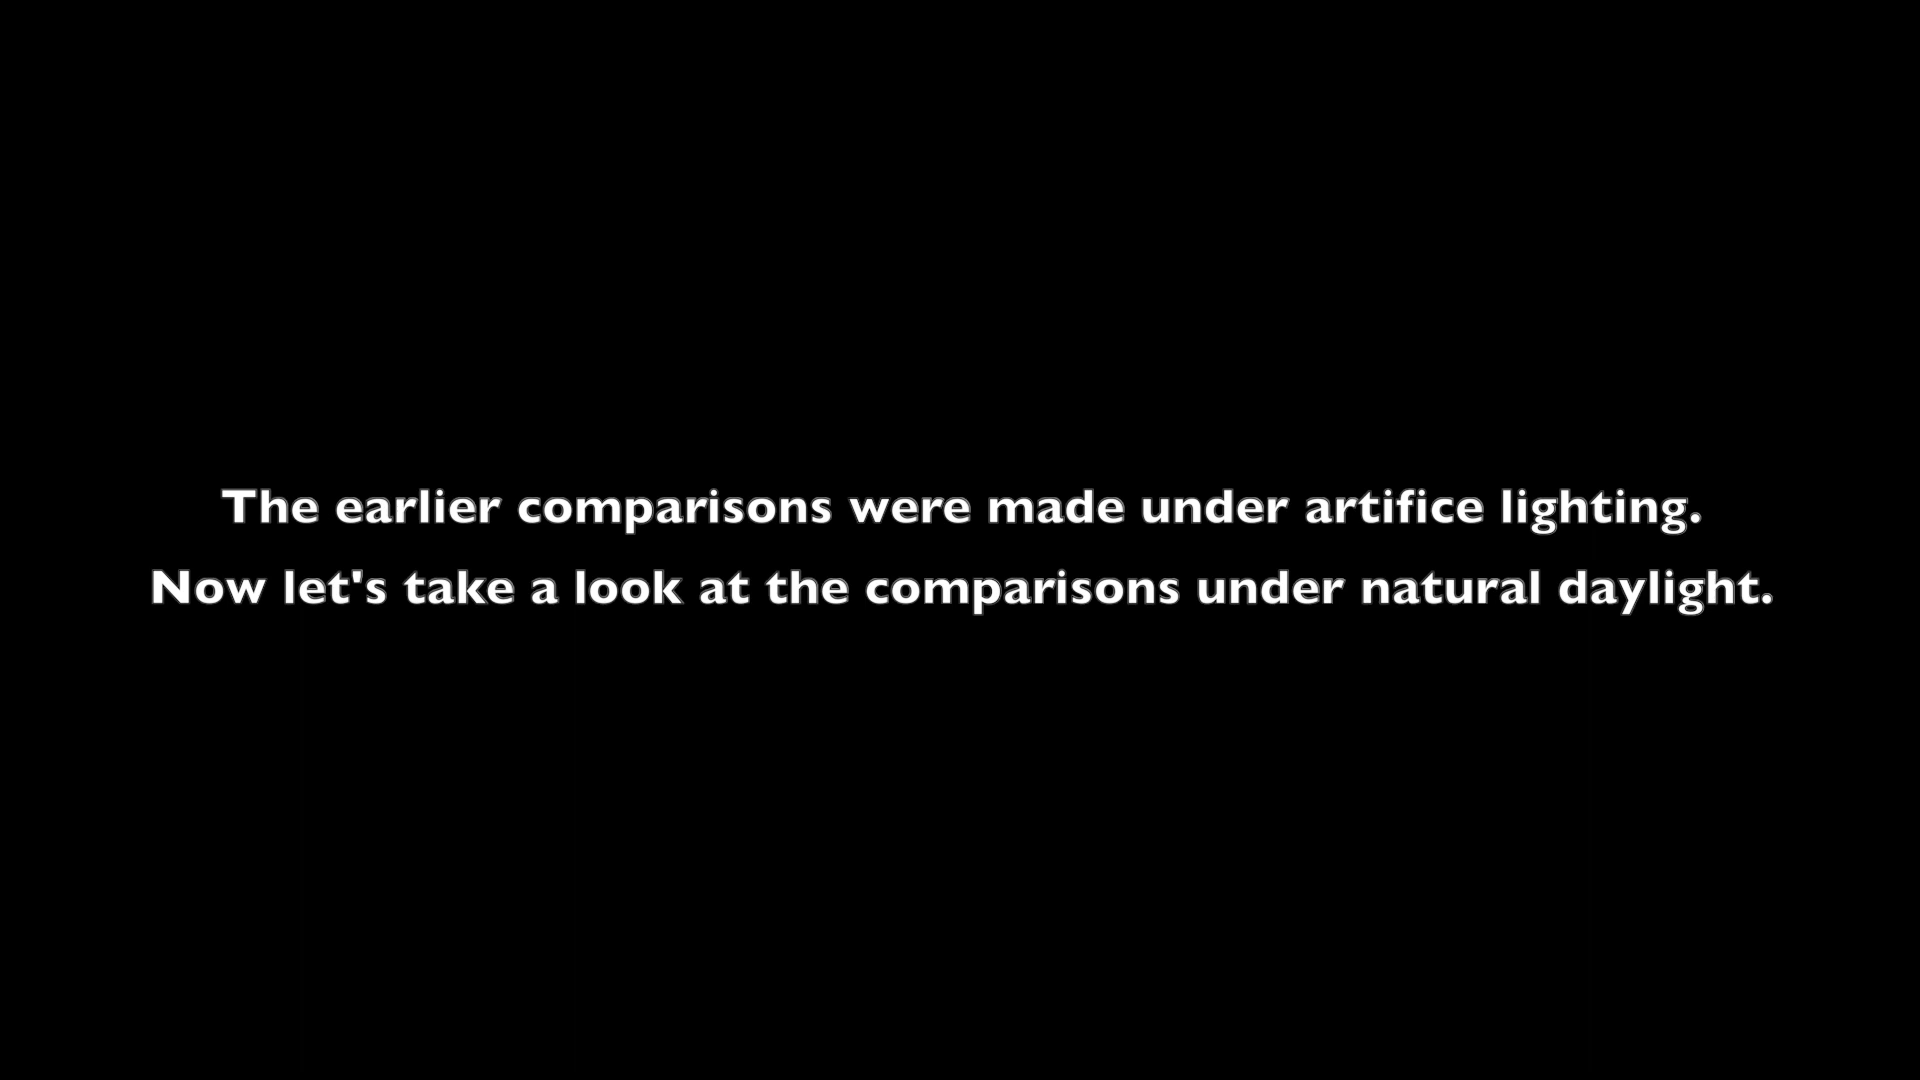 The earlier comparisons were made under artifice lighting.
Now let's take a look at the comparisons under natural daylight.